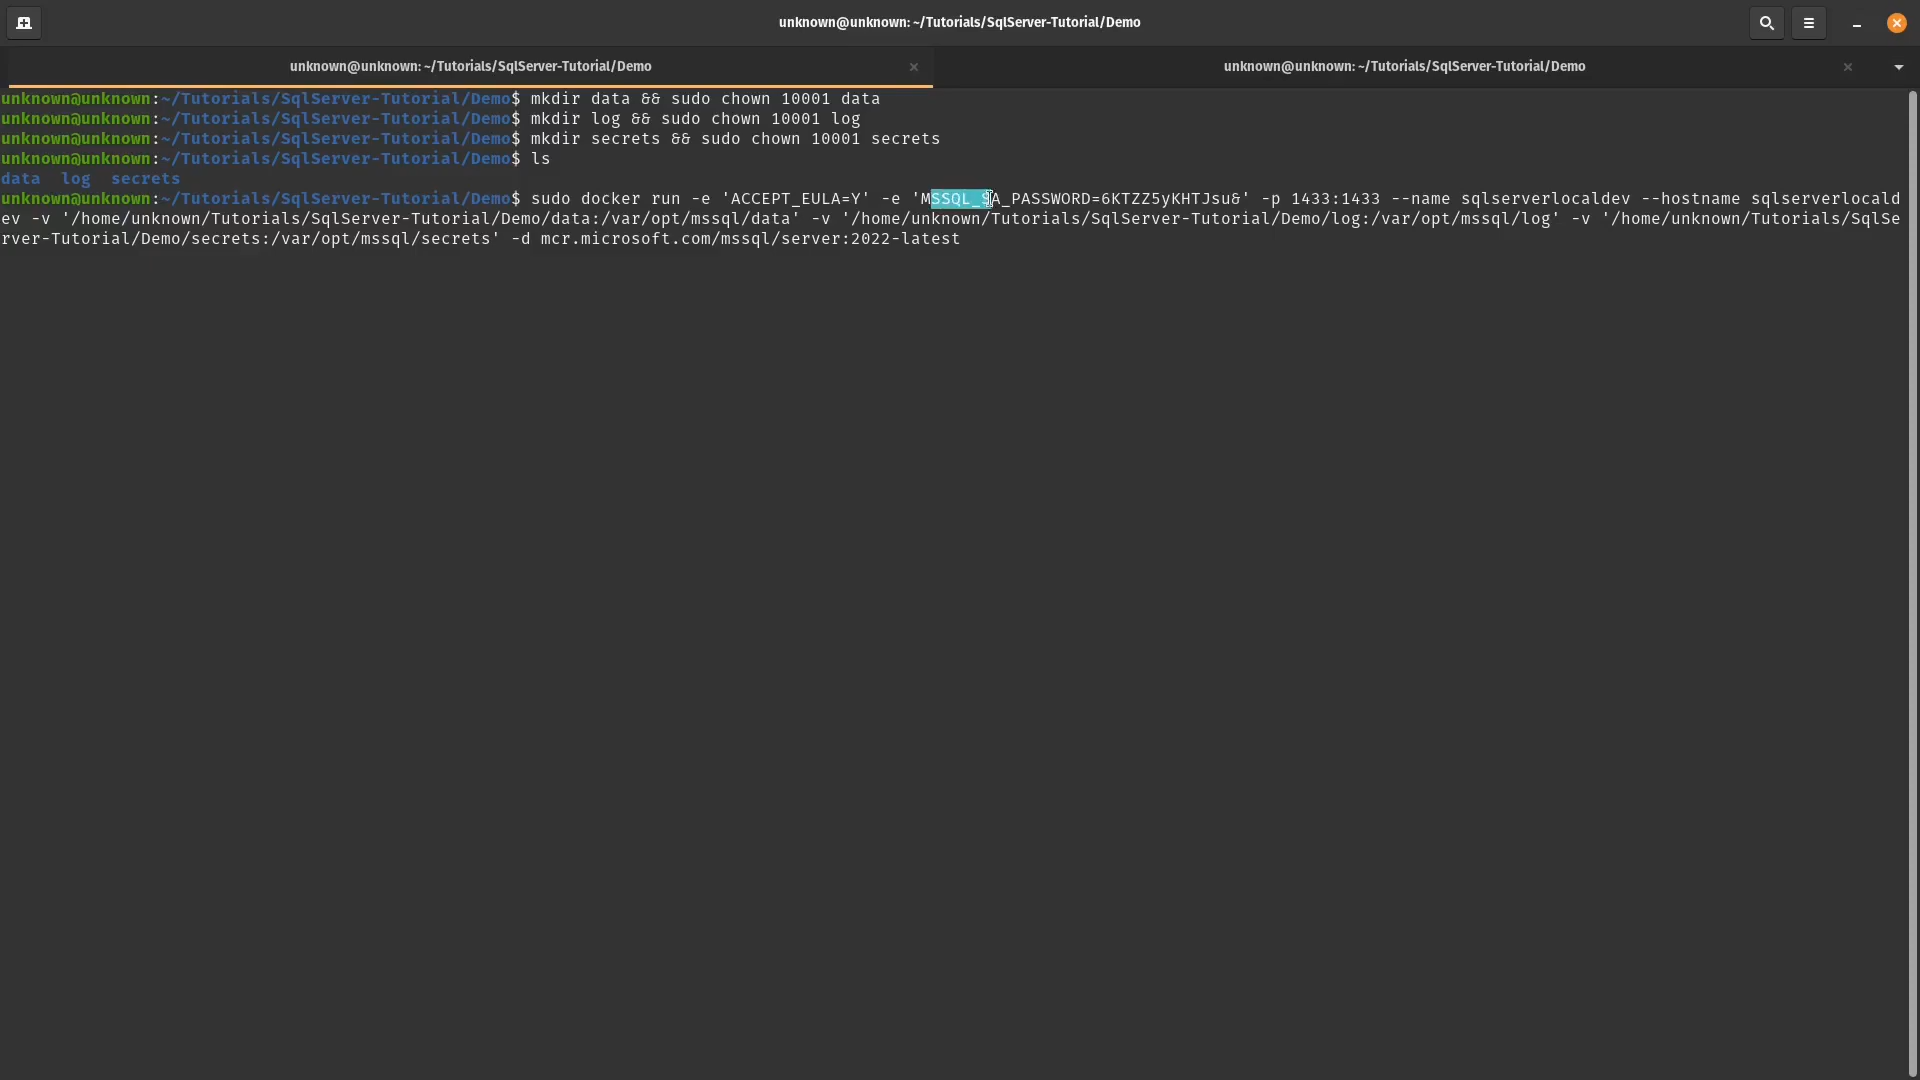 unknown@unknown: ~/Tutorials/SqlServer-Tutorial/Demo
unknown@unknown: ~/Tutorials/SqlServer-Tutorial/Demo
unknown@unknown: ~/Tutorials/SqlServer-Tutorial/Demo
unknown@unknown:~/Tutorials/SqlServer-Tutorial/Demo$ mkdir data && sudo chown 10001 data
unknown@unknown:~/Tutorials/SqlServer-Tutorial/Demo$ mkdir log && sudo chown 10001 log
unknown@unknown:~/Tutorials/SqlServer-Tutorial/Demo$ mkdir secrets && sudo chown 10001 secrets
unknown@unknown:~/Tutorials/SqlServer-Tutorial/Demo$ ls
data  log  secrets
unknown@unknown:~/Tutorials/SqlServer-Tutorial/Demo$ sudo docker run -e 'ACCEPT_EULA=Y' -e 'MSSQL_SA_PASSWORD=6KTZZ5yKHTJsu&' -p 1433:1433 --name sqlserverlocaldev --hostname sqlserverlocald
ev -v '/home/unknown/Tutorials/SqlServer-Tutorial/Demo/data:/var/opt/mssql/data' -v '/home/unknown/Tutorials/SqlServer-Tutorial/Demo/log:/var/opt/mssql/log' -v '/home/unknown/Tutorials/SqlSe
rver-Tutorial/Demo/secrets:/var/opt/mssql/secrets' -d mcr.microsoft.com/mssql/server:2022-latest